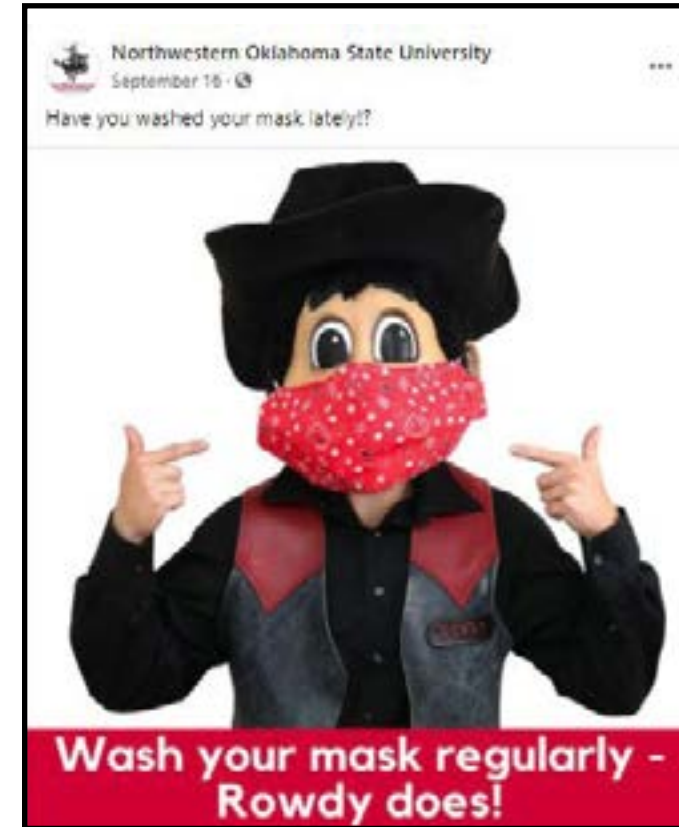 Northwestern Oklahoma State University
September 16 ·
Have you washed your mask lately!?
Wash your mask regularly -
Rowdy does!